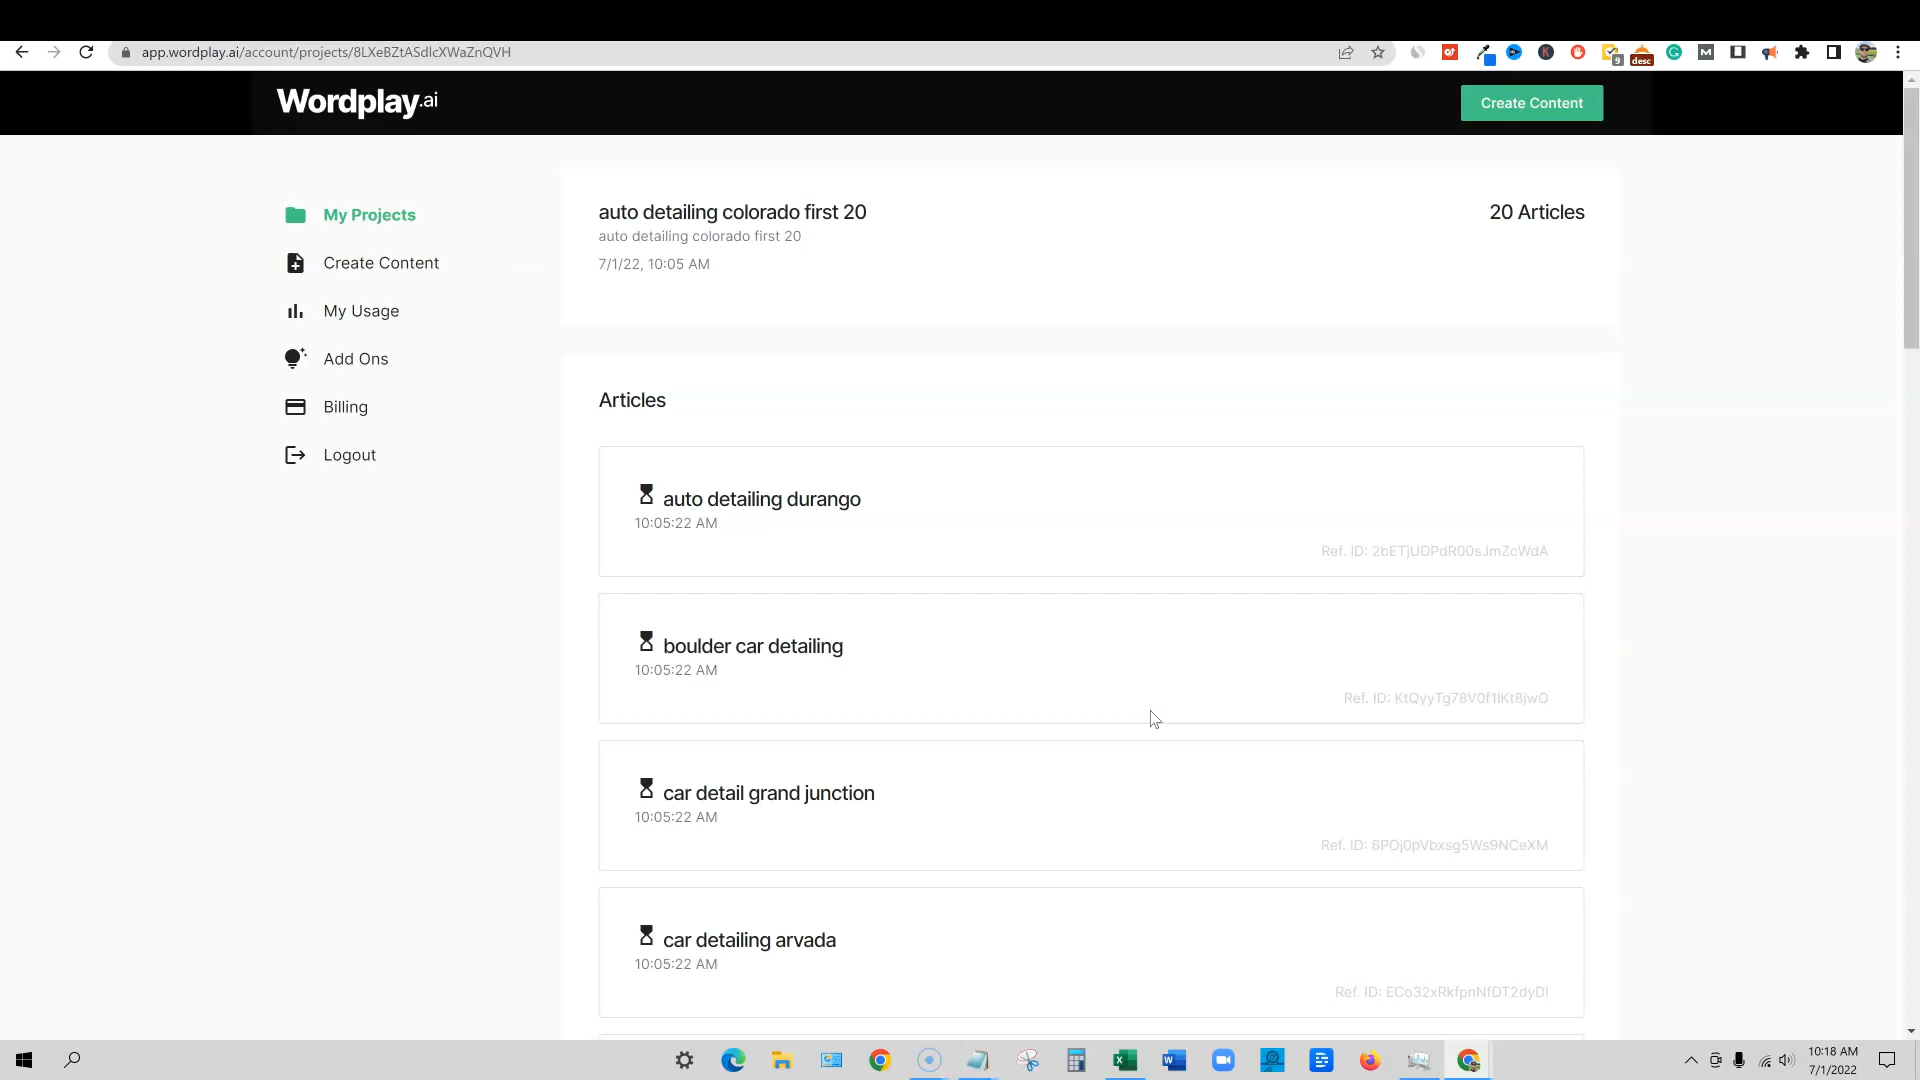 app.wordplay.ai/account/projects/8LXeBZtASdlcXWaZnQVH
9
desc
Wordplay.ai
Create Content
My Projects
Create Content
My Usage
Add Ons
Billing
Logout
auto detailing colorado first 20
20 Articles
auto detailing colorado first 20
7/1/22, 10:05 AM
Articles
auto detailing durango
10:05:22 AM
Ref. ID: 2bETjUDPdR00sJmZcWdA
boulder car detailing
10:05:22 AM
Ref. ID: KtQyyTg78V0f1IKt8jwO
car detail grand junction
10:05:22 AM
Ref. ID: 6POj0pVbxsg5Ws9NCeXM
car detailing arvada
10:05:22 AM
Ref. ID: ECo32xRkfpnNfDT2dyDI
10:18 AM
7/1/2022